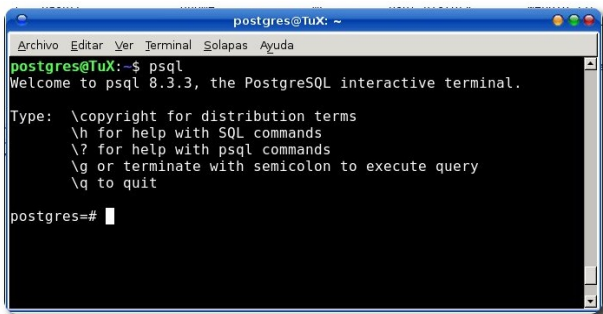 postgres@TuX: ~
Archivo Editar Ver Terminal Solapas Ayuda
postgres@TuX:~$ psql
Welcome to psql 8.3.3, the PostgreSQL interactive terminal.
Type: \copyright for distribution terms
\h for help with SQL commands
\? for help with psql commands
\g or terminate with semicolon to execute query
\q to quit
postgres=#